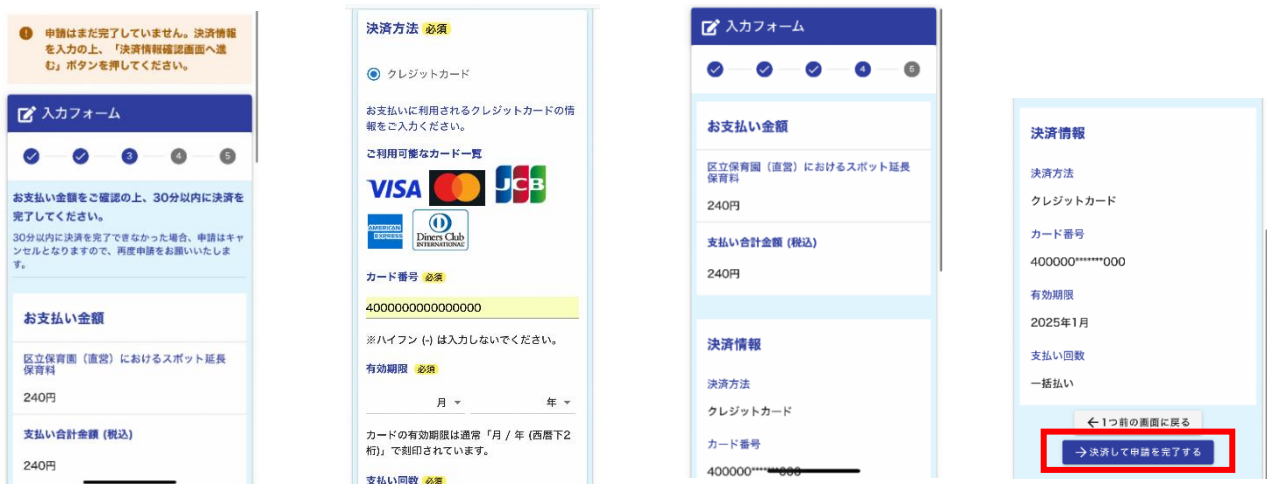 申請はまだ完了していません。決済情報
を入力の上、「決済情報確認画面へ進
む」ボタンを押してください。
入力フォーム
3
4
5
お支払い金額をご確認の上、30分以内に決済を
完了してください。
30分以内に決済を完了できなかった場合、申請はキャ
ンセルとなりますので、再度申請をお願いいたしま
す。
お支払い金額
区立保育園（直営）におけるスポット延長
保育料
240円
支払い合計金額 (税込)
240円
決済方法 必須
クレジットカード
お支払いに利用されるクレジットカードの情
報をご入力ください。
ご利用可能なカード一覧
VISA
JCB
AMERICAN
EXPRESS
Diners Club
INTERNATIONAL
カード番号 必須
4000000000000000
※ハイフン (-) は入力しないでください。
有効期限 必須
月
年
カードの有効期限は通常「月 / 年 (西暦下2
桁)」で刻印されています。
支払い回数 必須
入力フォーム
4
5
お支払い金額
区立保育園（直営）におけるスポット延長
保育料
240円
支払い合計金額 (税込)
240円
決済情報
決済方法
クレジットカード
カード番号
400000*******000
決済情報
決済方法
クレジットカード
カード番号
400000*******000
有効期限
2025年1月
支払い回数
一括払い
←1つ前の画面に戻る
→決済して申請を完了する